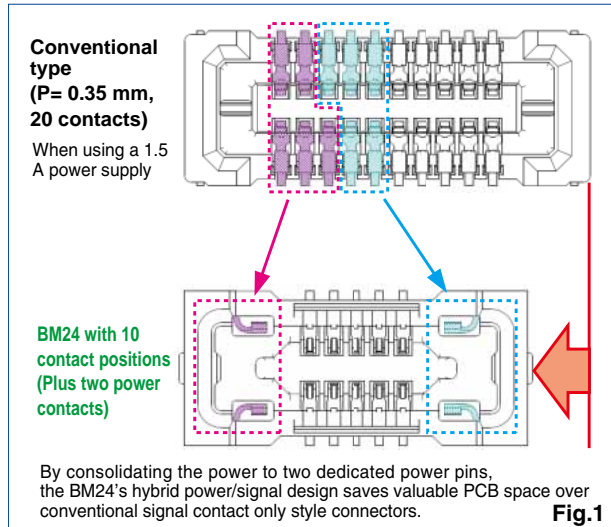 Conventional
type
(P= 0.35 mm,
20 contacts)
When using a 1.5
A power supply
BM24 with 10
contact positions
(Plus two power
contacts)
By consolidating the power to two dedicated power pins,
the BM24's hybrid power/signal design saves valuable PCB space over
conventional signal contact only style connectors.
Fig.1